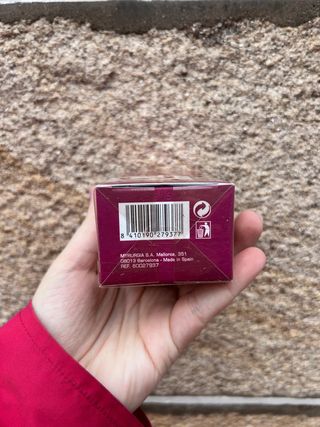 8 410190 279377
MYRURGIA S.A. Mallorca, 351
08013 Barcelona - Made in Spain
REF. 60027937